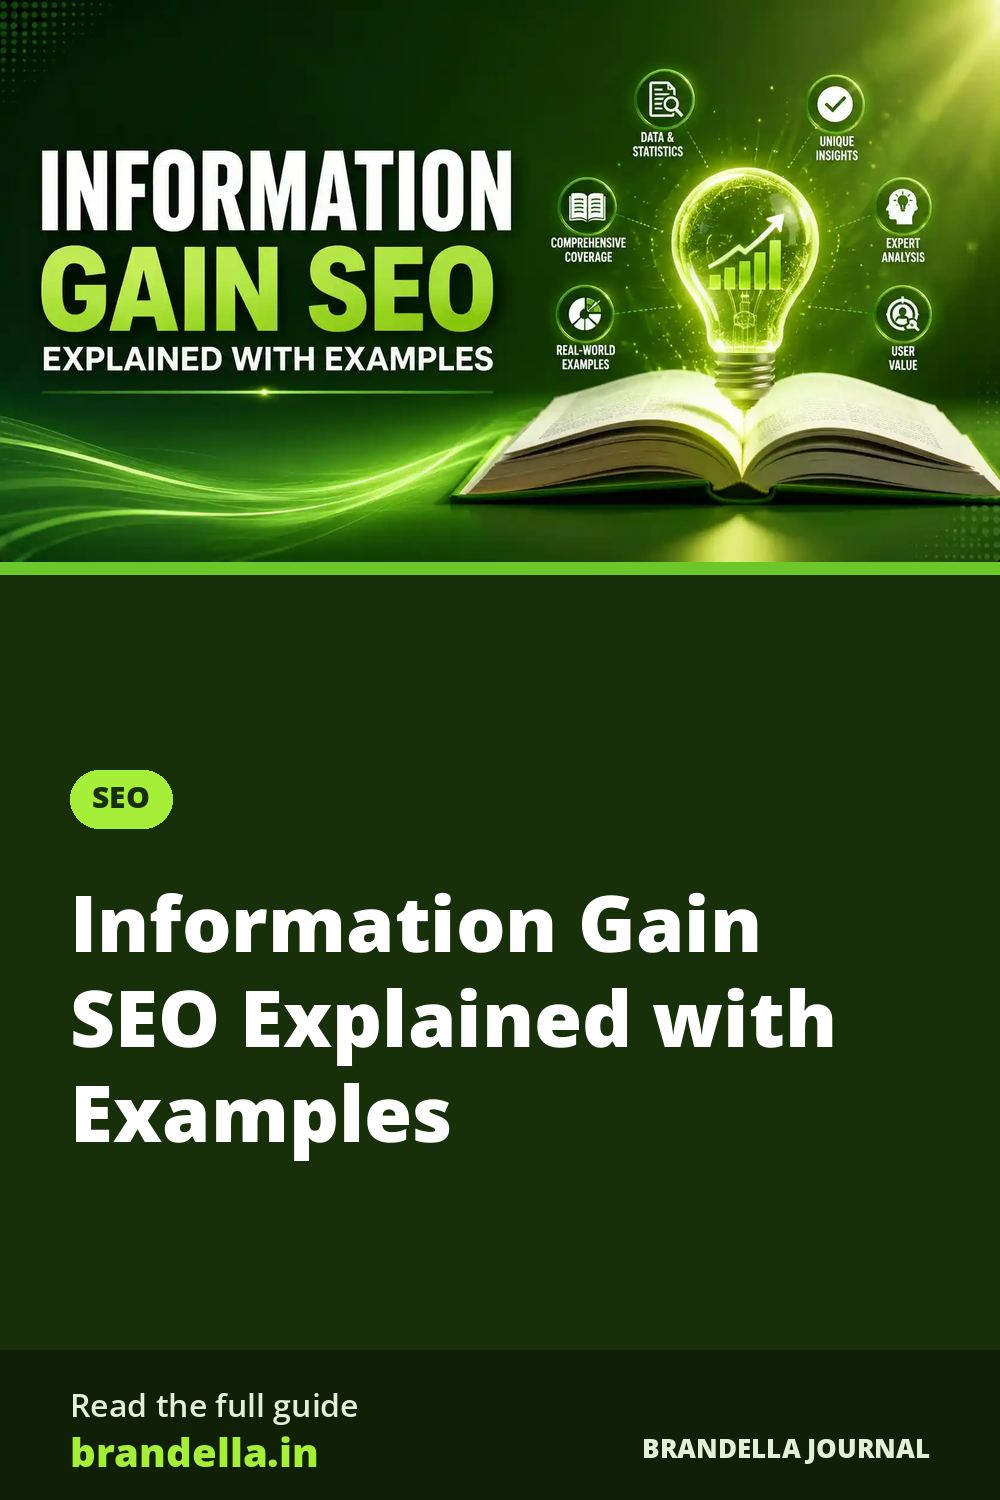 INFORMATION
GAIN SEO
EXPLAINED WITH EXAMPLES
DATA &
STATISTICS
UNIQUE
INSIGHTS
COMPREHENSIVE
COVERAGE
EXPERT
ANALYSIS
REAL-WORLD
EXAMPLES
USER
VALUE
SEO
Information Gain
SEO Explained with
Examples
Read the full guide
brandella.in
BRANDELLA JOURNAL